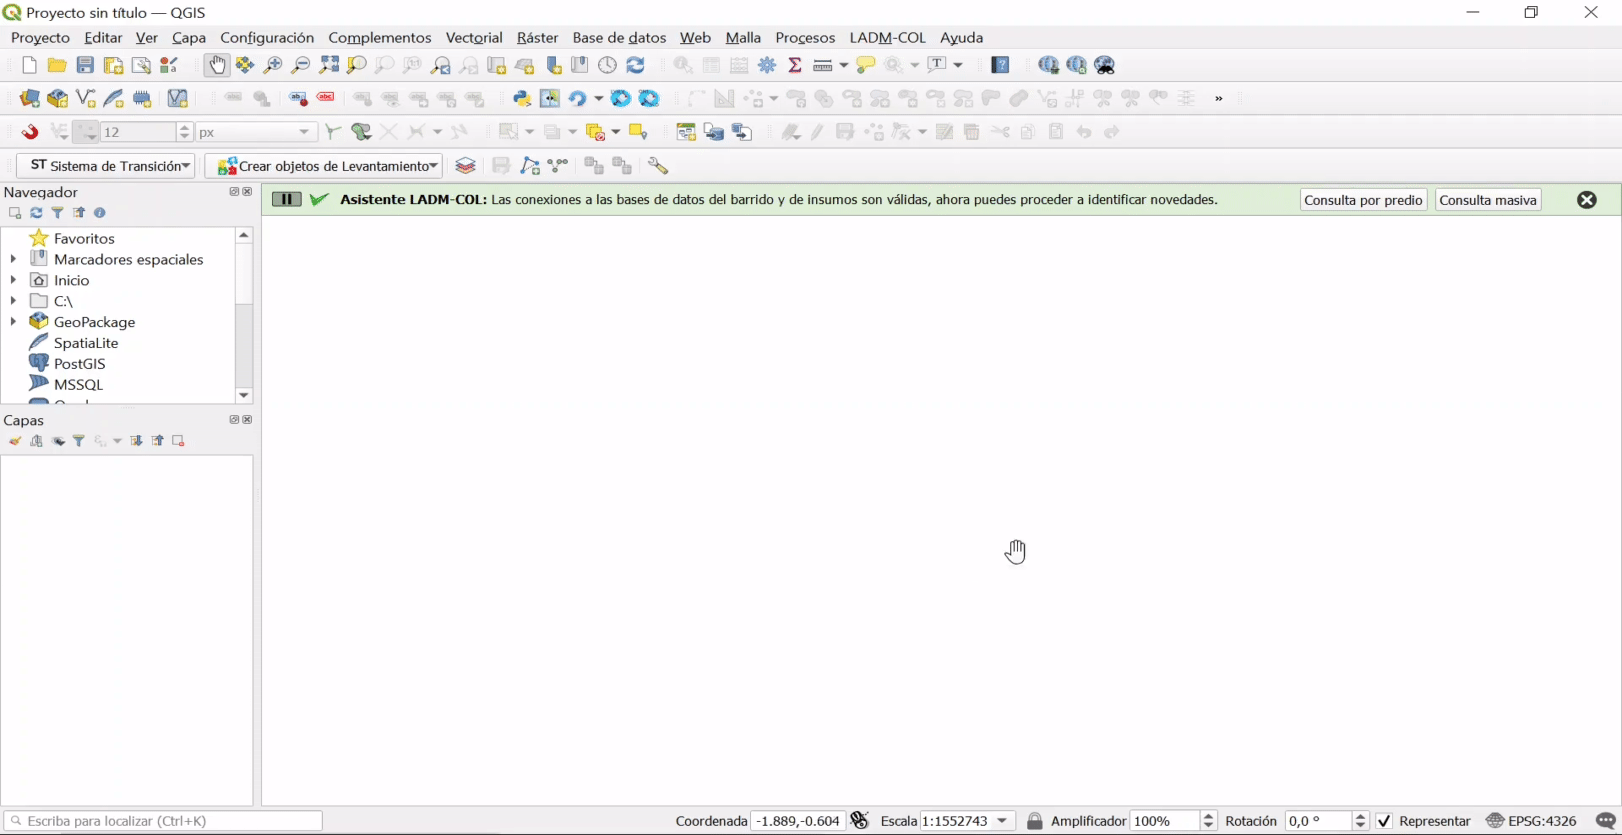 Proyecto sin título — QGIS
Proyecto Editar Ver Capa Configuración Complementos Vectorial Ráster Base de datos Web Malla Procesos LADM-COL Ayuda
12 px
ST Sistema de Transición Crear objetos de Levantamiento
Navegador
Asistente LADM-COL: Las conexiones a las bases de datos del barrido y de insumos son válidas, ahora puedes proceder a identificar novedades. Consulta por predio Consulta masiva
Favoritos
Marcadores espaciales
Inicio
C:\
GeoPackage
SpatiaLite
PostGIS
MSSQL
Capas
Escriba para localizar (Ctrl+K) Coordenada -1.889,-0.604 Escala 1:1552743 Amplificador 100% Rotación 0,0 ° Representar EPSG:4326